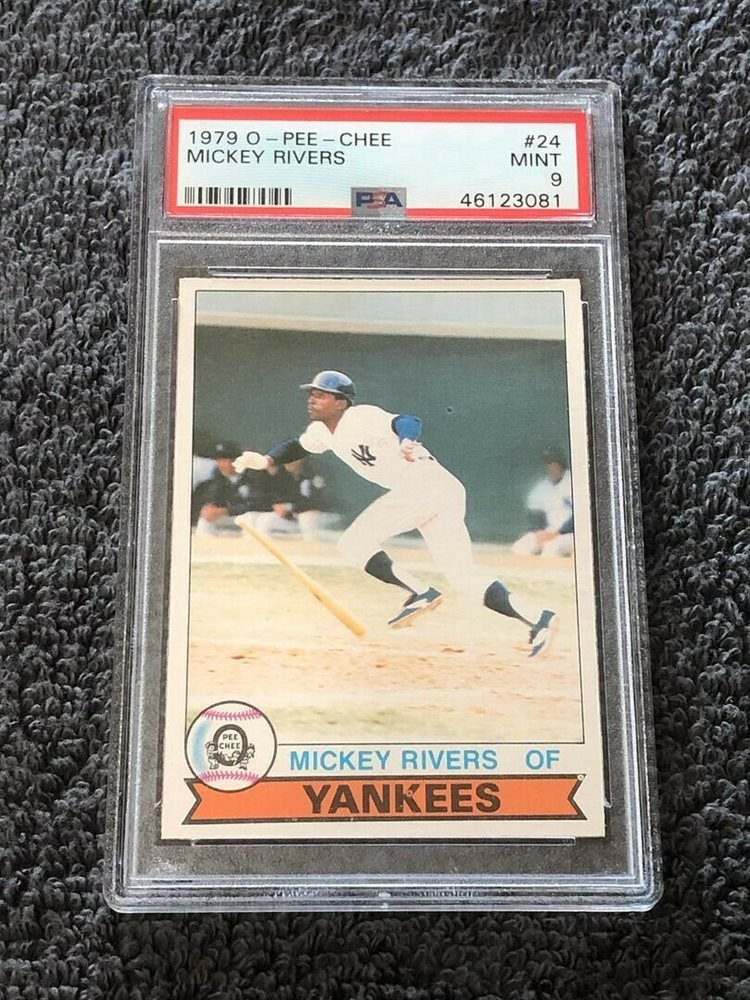 1979 O-PEE-CHEE #24
MICKEY RIVERS MINT
9
PSA 46123081
NY
O
PEE
CHEE
MICKEY RIVERS OF
YANKEES